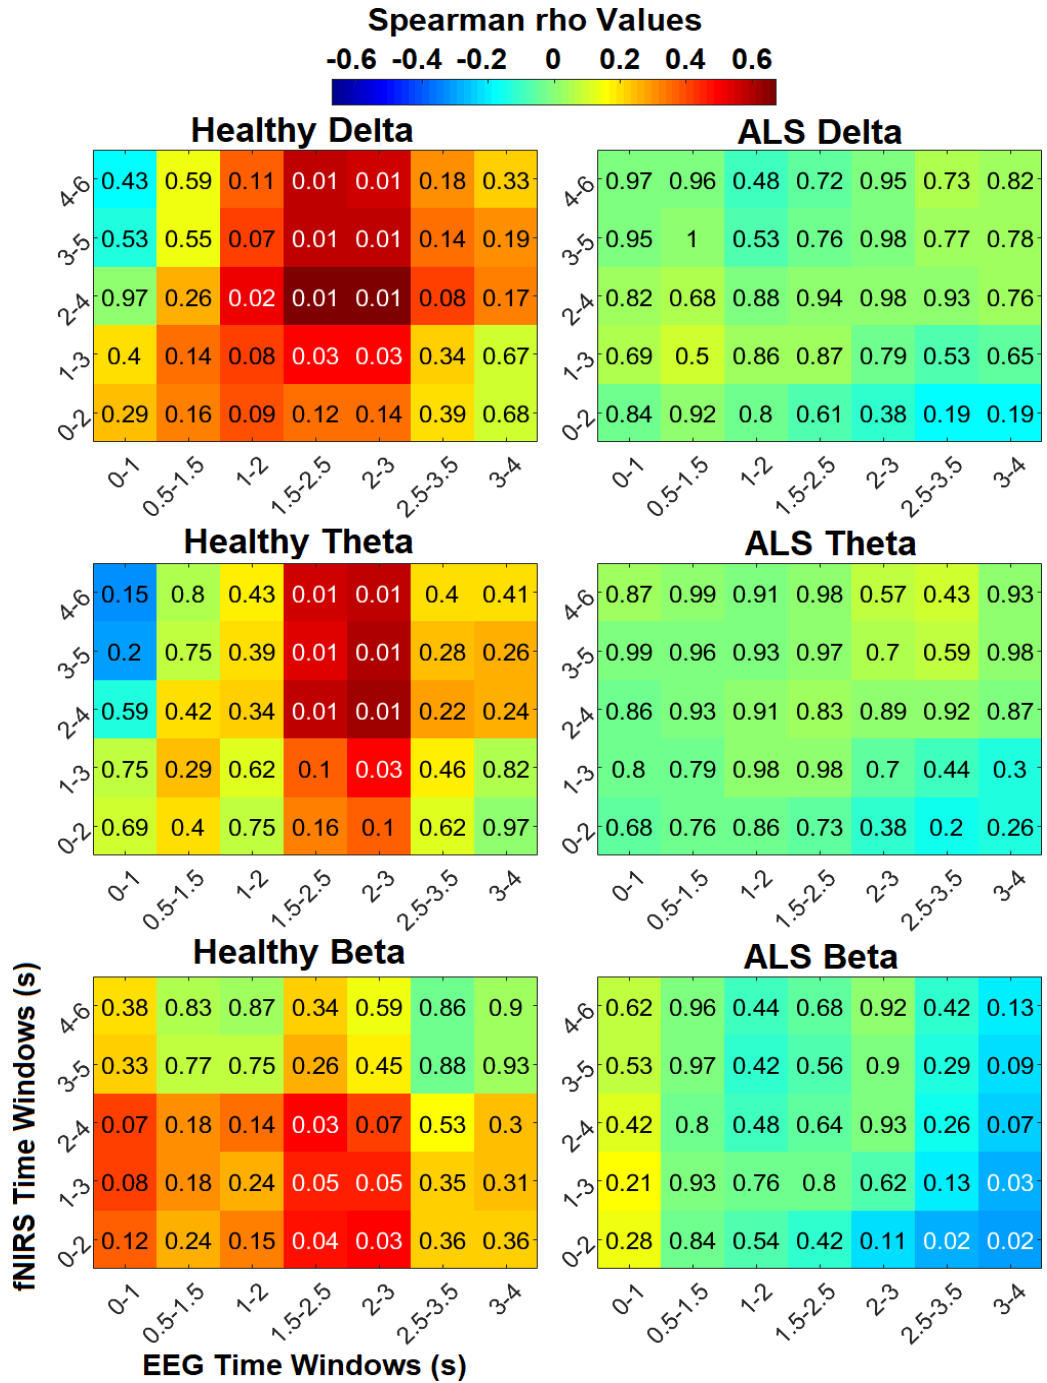 Spearman rho Values
-0.6 -0.4 -0.2 0 0.2 0.4 0.6
Healthy Delta
4-6 0.43 0.59 0.11 0.01 0.01 0.18 0.33
3-5 0.53 0.55 0.07 0.01 0.01 0.14 0.19
2-4 0.97 0.26 0.02 0.01 0.01 0.08 0.17
1-3 0.4 0.14 0.08 0.03 0.03 0.34 0.67
0-2 0.29 0.16 0.09 0.12 0.14 0.39 0.68
0-1 0.5-1.5 1-2 1.5-2.5 2-3 2.5-3.5 3-4
ALS Delta
4-6 0.97 0.96 0.48 0.72 0.95 0.73 0.82
3-5 0.95 1 0.53 0.76 0.98 0.77 0.78
2-4 0.82 0.68 0.88 0.94 0.98 0.93 0.76
1-3 0.69 0.5 0.86 0.87 0.79 0.53 0.65
0-2 0.84 0.92 0.8 0.61 0.38 0.19 0.19
0-1 0.5-1.5 1-2 1.5-2.5 2-3 2.5-3.5 3-4
Healthy Theta
4-6 0.15 0.8 0.43 0.01 0.01 0.4 0.41
3-5 0.2 0.75 0.39 0.01 0.01 0.28 0.26
2-4 0.59 0.42 0.34 0.01 0.01 0.22 0.24
1-3 0.75 0.29 0.62 0.1 0.03 0.46 0.82
0-2 0.69 0.4 0.75 0.16 0.1 0.62 0.97
0-1 0.5-1.5 1-2 1.5-2.5 2-3 2.5-3.5 3-4
ALS Theta
4-6 0.87 0.99 0.91 0.98 0.57 0.43 0.93
3-5 0.99 0.96 0.93 0.97 0.7 0.59 0.98
2-4 0.86 0.93 0.91 0.83 0.89 0.92 0.87
1-3 0.8 0.79 0.98 0.98 0.7 0.44 0.3
0-2 0.68 0.76 0.86 0.73 0.38 0.2 0.26
0-1 0.5-1.5 1-2 1.5-2.5 2-3 2.5-3.5 3-4
Healthy Beta
4-6 0.38 0.83 0.87 0.34 0.59 0.86 0.9
3-5 0.33 0.77 0.75 0.26 0.45 0.88 0.93
2-4 0.07 0.18 0.14 0.03 0.07 0.53 0.3
1-3 0.08 0.18 0.24 0.05 0.05 0.35 0.31
0-2 0.12 0.24 0.15 0.04 0.03 0.36 0.36
0-1 0.5-1.5 1-2 1.5-2.5 2-3 2.5-3.5 3-4
ALS Beta
4-6 0.62 0.96 0.44 0.68 0.92 0.42 0.13
3-5 0.53 0.97 0.42 0.56 0.9 0.29 0.09
2-4 0.42 0.8 0.48 0.64 0.93 0.26 0.07
1-3 0.21 0.93 0.76 0.8 0.62 0.13 0.03
0-2 0.28 0.84 0.54 0.42 0.11 0.02 0.02
0-1 0.5-1.5 1-2 1.5-2.5 2-3 2.5-3.5 3-4
fNIRS Time Windows (s)
EEG Time Windows (s)